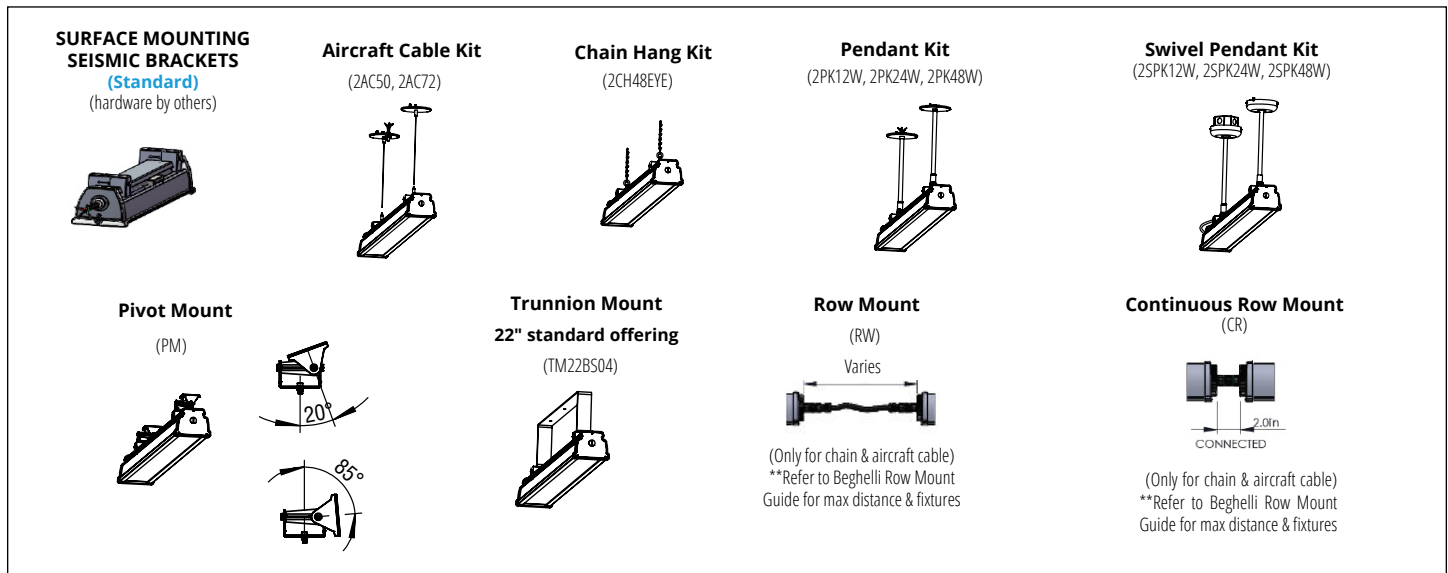 SURFACE MOUNTING
SEISMIC BRACKETS
(Standard)
(hardware by others)
Aircraft Cable Kit
(2AC50, 2AC72)
Chain Hang Kit
(2CH48EYE)
Pendant Kit
(2PK12W, 2PK24W, 2PK48W)
Swivel Pendant Kit
(2SPK12W, 2SPK24W, 2SPK48W)
Pivot Mount
(PM)
20°
85°
Trunnion Mount
22" standard offering
(TM22BS04)
Row Mount
(RW)
Varies
(Only for chain & aircraft cable)
**Refer to Beghelli Row Mount
Guide for max distance & fixtures
Continuous Row Mount
(CR)
2.0in
CONNECTED
(Only for chain & aircraft cable)
**Refer to Beghelli Row Mount
Guide for max distance & fixtures